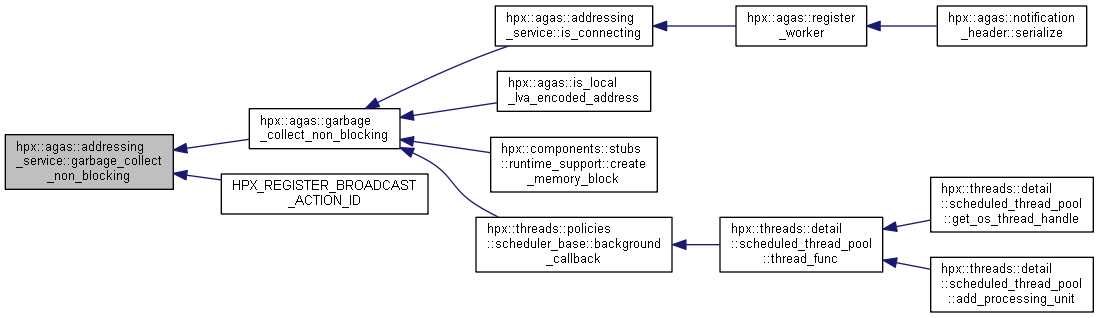 hpx::agas::addressing
_service::garbage_collect
_non_blocking
hpx::agas::garbage
_collect_non_blocking
HPX_REGISTER_BROADCAST
_ACTION_ID
hpx::agas::addressing
_service::is_connecting
hpx::agas::register
_worker
hpx::agas::notification
_header::serialize
hpx::agas::is_local
_lva_encoded_address
hpx::components::stubs
::runtime_support::create
_memory_block
hpx::threads::policies
::scheduler_base::background
_callback
hpx::threads::detail
::scheduled_thread_pool
::thread_func
hpx::threads::detail
::scheduled_thread_pool
::get_os_thread_handle
hpx::threads::detail
::scheduled_thread_pool
::add_processing_unit